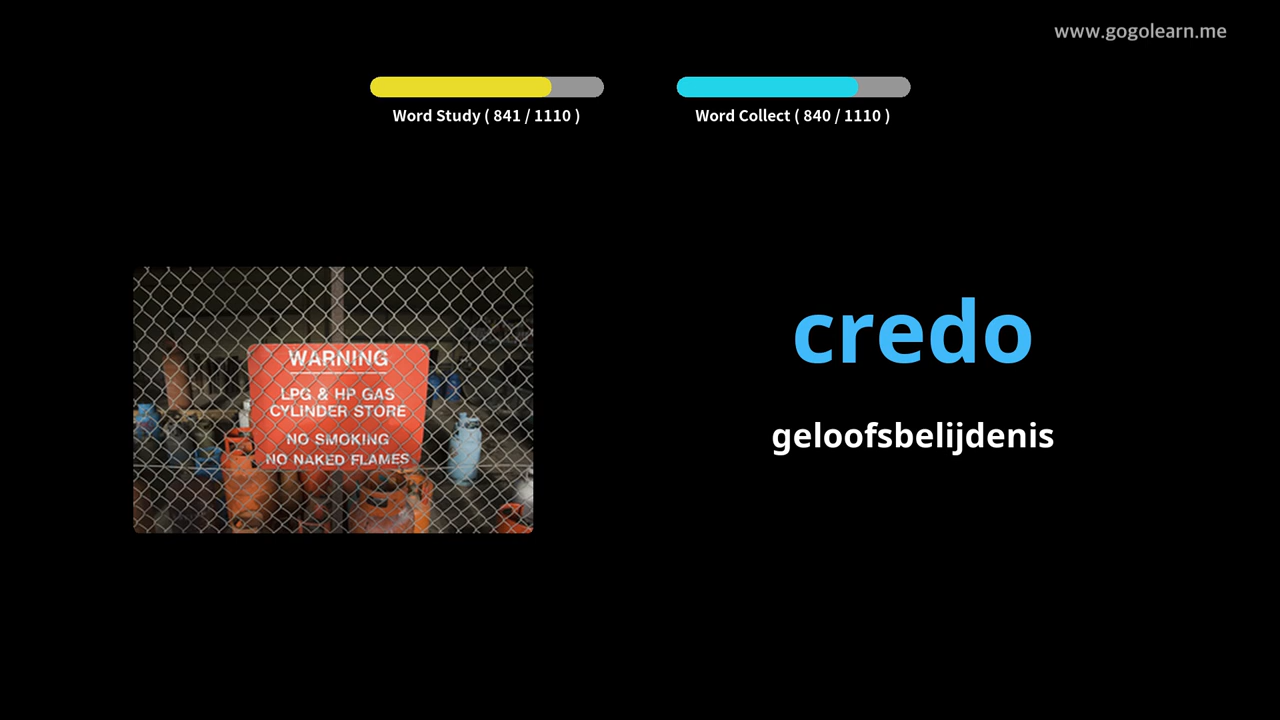 www.gogolearn.me
Word Study ( 841 / 1110 )
Word Collect ( 840 / 1110 )
WARNING
LPG & HP GAS
CYLINDER STORE
NO SMOKING
NO NAKED FLAMES
credo
geloofsbelijdenis